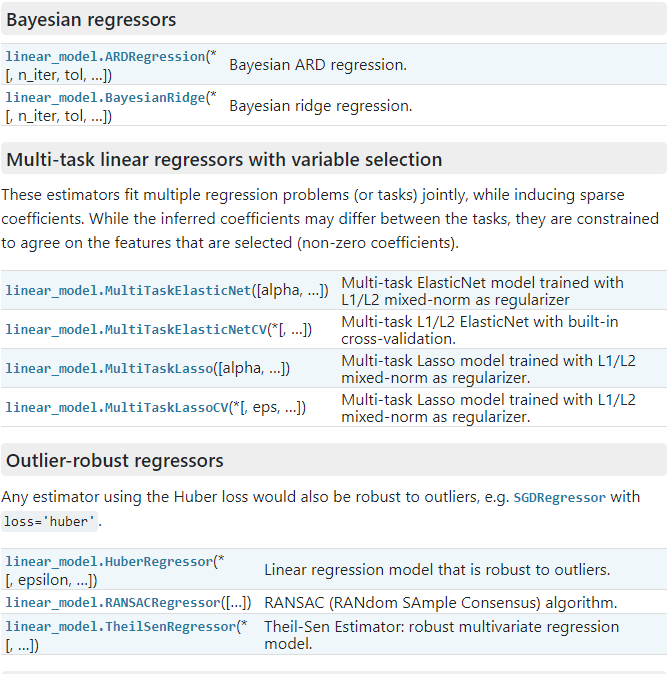 Bayesian regressors
linear_model.ARDRegression(*
[, n_iter, tol, ...])
Bayesian ARD regression.
linear_model.BayesianRidge(*
[, n_iter, tol, ...])
Bayesian ridge regression.
Multi-task linear regressors with variable selection
These estimators fit multiple regression problems (or tasks) jointly, while inducing sparse
coefficients. While the inferred coefficients may differ between the tasks, they are constrained
to agree on the features that are selected (non-zero coefficients).
linear_model.MultiTaskElasticNet([alpha, ...])
Multi-task ElasticNet model trained with
L1/L2 mixed-norm as regularizer
linear_model.MultiTaskElasticNetCV(*[, ...])
Multi-task L1/L2 ElasticNet with built-in
cross-validation.
linear_model.MultiTaskLasso([alpha, ...])
Multi-task Lasso model trained with L1/L2
mixed-norm as regularizer.
linear_model.MultiTaskLassoCV(*[, eps, ...])
Multi-task Lasso model trained with L1/L2
mixed-norm as regularizer.
Outlier-robust regressors
Any estimator using the Huber loss would also be robust to outliers, e.g. SGDRegressor with
loss='huber'.
linear_model.HuberRegressor(*
[, epsilon, ...])
Linear regression model that is robust to outliers.
linear_model.RANSACRegressor([...])
RANSAC (RANdom SAmple Consensus) algorithm.
linear_model.TheilSenRegressor(*
[, ...])
Theil-Sen Estimator: robust multivariate regression
model.